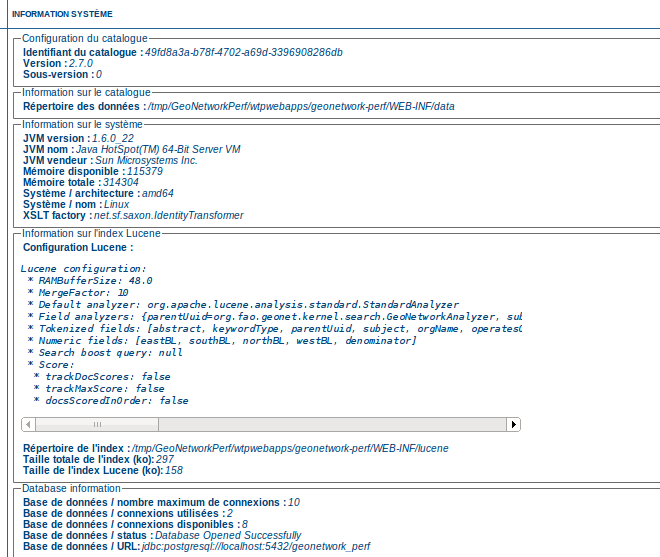 INFORMATION SYSTÈME
Configuration du catalogue
Identifiant du catalogue : 49fd8a3a-b78f-4702-a69d-3396908286db
Version : 2.7.0
Sous-version : 0
Information sur le catalogue
Répertoire des données : /tmp/GeoNetworkPerf/wtpwebapps/geonetwork-perf/WEB-INF/data
Information sur le système
JVM version : 1.6.0_22
JVM nom : Java HotSpot(TM) 64-Bit Server VM
JVM vendeur : Sun Microsystems Inc.
Mémoire disponible : 115379
Mémoire totale : 314304
Système / architecture : amd64
Système / nom : Linux
XSLT factory : net.sf.saxon.IdentityTransformer
Information sur l'index Lucene
Configuration Lucene :
Lucene configuration:
* RAMBufferSize: 48.0
* MergeFactor: 10
* Default analyzer: org.apache.lucene.analysis.standard.StandardAnalyzer
* Field analyzers: {parentUuid=org.fao.geonet.kernel.search.GeoNetworkAnalyzer, sub
* Tokenized fields: [abstract, keywordType, parentUuid, subject, orgName, operatesO
* Numeric fields: [eastBL, southBL, northBL, westBL, denominator]
* Search boost query: null
* Score:
* trackDocScores: false
* trackMaxScore: false
* docsScoredInOrder: false
Répertoire de l'index : /tmp/GeoNetworkPerf/wtpwebapps/geonetwork-perf/WEB-INF/lucene
Taille totale de l'index (ko): 297
Taille de l'index Lucene (ko): 158
Database information
Base de données / nombre maximum de connexions : 10
Base de données / connexions utilisées : 2
Base de données / connexions disponibles : 8
Base de données / status : Database Opened Successfully
Base de données / URL: jdbc:postgresql://localhost:5432/geonetwork_perf